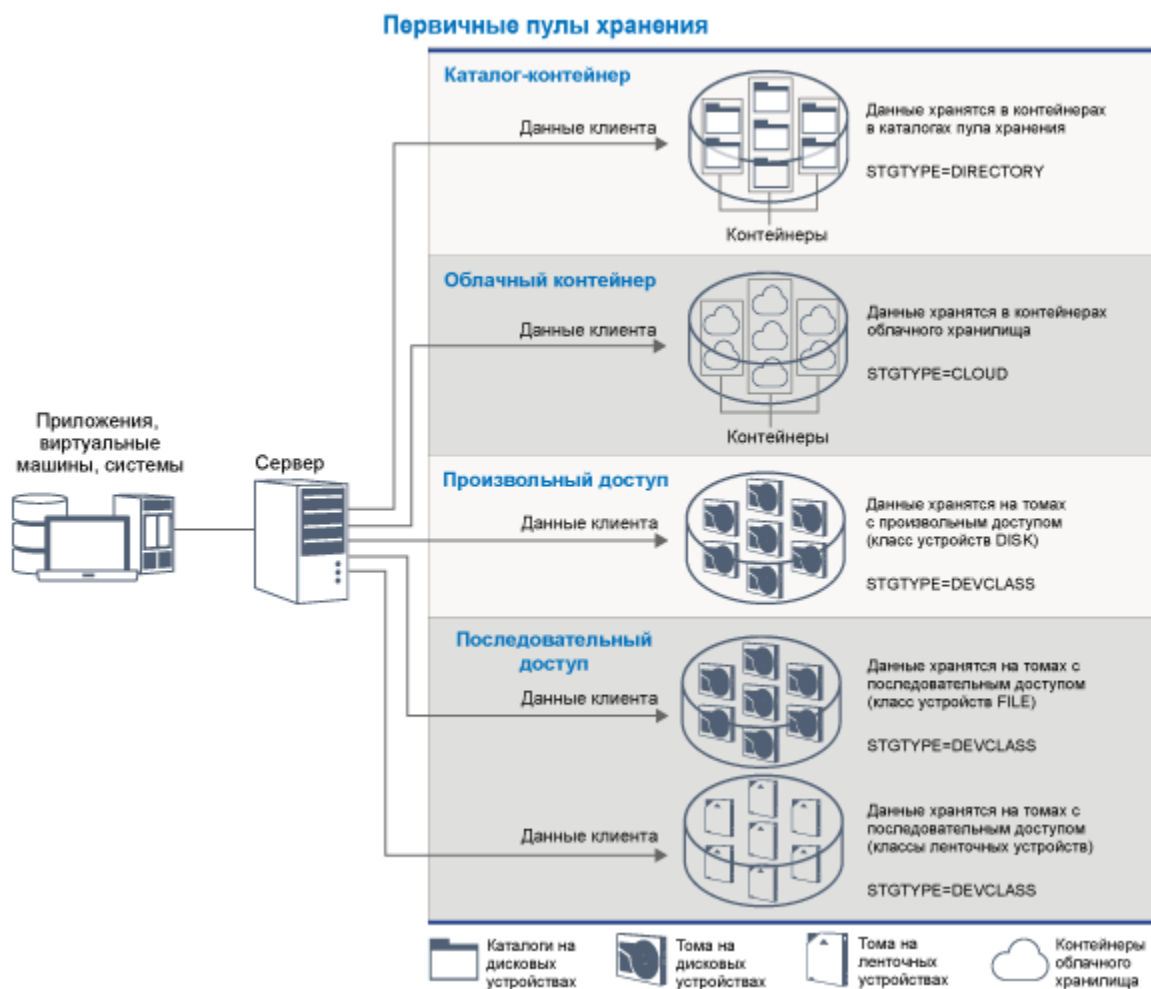 Первичные пулы хранения
Каталог-контейнер
Данные клиента
Данные хранятся в контейнерах
в каталогах пула хранения
STGTYPE=DIRECTORY
Контейнеры
Облачный контейнер
Данные клиента
Данные хранятся в контейнерах
облачного хранилища
STGTYPE=CLOUD
Контейнеры
Приложения,
виртуальные
машины, системы
Сервер
Произвольный доступ
Данные клиента
Данные хранятся на томах
с произвольным доступом
(класс устройств DISK)
STGTYPE=DEVCLASS
Последовательный
доступ
Данные клиента
Данные хранятся на томах с
последовательным доступом
(класс устройств FILE)
STGTYPE=DEVCLASS
Данные клиента
Данные хранятся на томах с
последовательным доступом
(классы ленточных устройств)
STGTYPE=DEVCLASS
Каталоги на
дисковых
устройствах
Тома на
дисковых
устройствах
Тома на
ленточных
устройствах
Контейнеры
облачного
хранилища